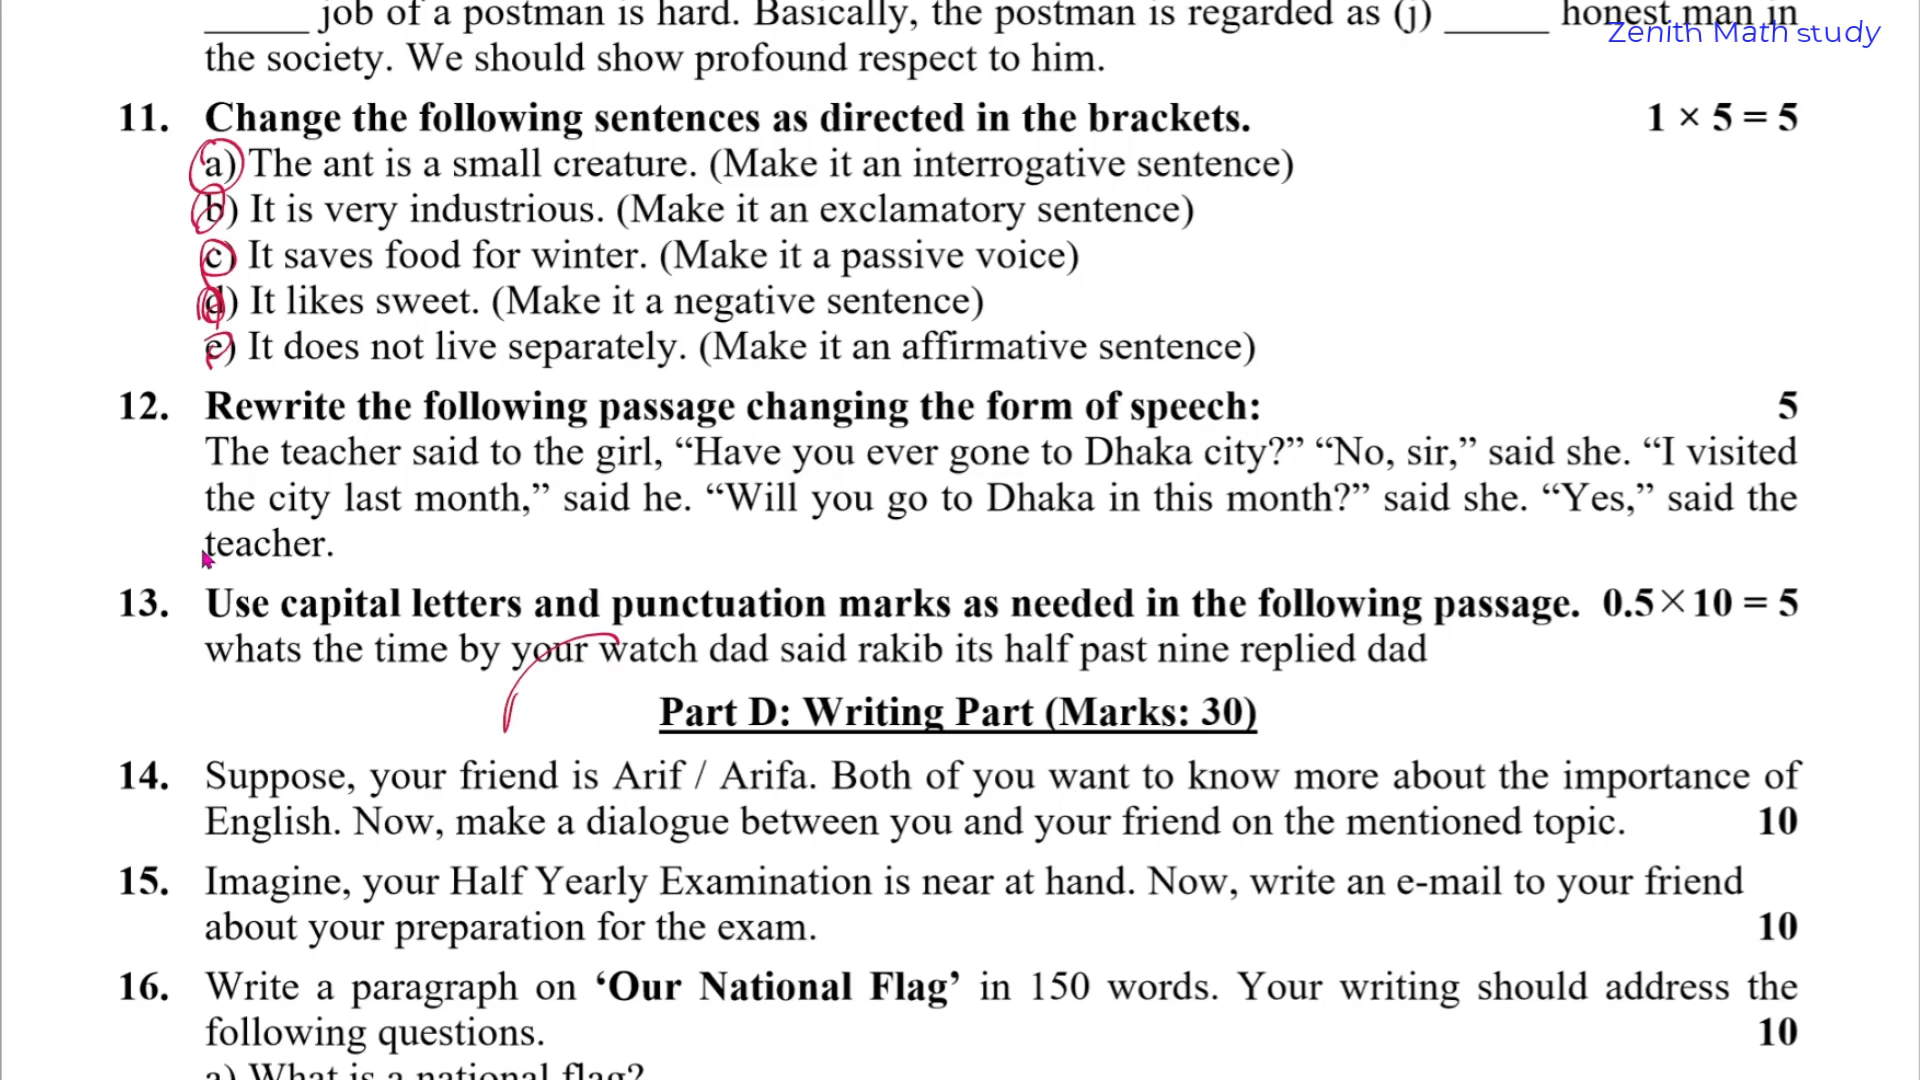 _____ job of a postman is hard. Basically, the postman is regarded as (j) _____ honest man in
Zenith Math study
the society. We should show profound respect to him.
11. Change the following sentences as directed in the brackets. 1 × 5 = 5
a) The ant is a small creature. (Make it an interrogative sentence)
b) It is very industrious. (Make it an exclamatory sentence)
c) It saves food for winter. (Make it a passive voice)
d) It likes sweet. (Make it a negative sentence)
e) It does not live separately. (Make it an affirmative sentence)
12. Rewrite the following passage changing the form of speech: 5
The teacher said to the girl, “Have you ever gone to Dhaka city?” “No, sir,” said she. “I visited
the city last month,” said he. “Will you go to Dhaka in this month?” said she. “Yes,” said the
teacher.
13. Use capital letters and punctuation marks as needed in the following passage. 0.5×10 = 5
whats the time by your watch dad said rakib its half past nine replied dad
Part D: Writing Part (Marks: 30)
14. Suppose, your friend is Arif / Arifa. Both of you want to know more about the importance of
English. Now, make a dialogue between you and your friend on the mentioned topic. 10
15. Imagine, your Half Yearly Examination is near at hand. Now, write an e-mail to your friend
about your preparation for the exam. 10
16. Write a paragraph on ‘Our National Flag’ in 150 words. Your writing should address the
following questions. 10
a) What is a national flag?